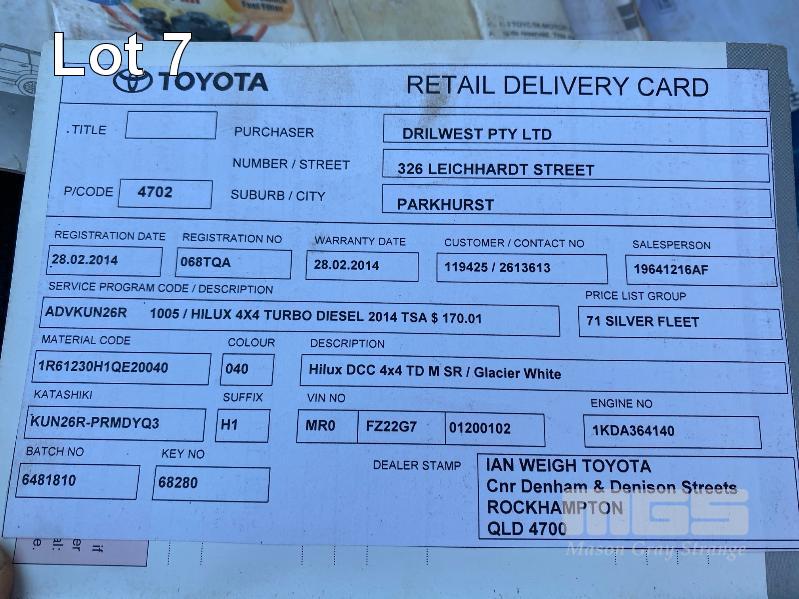 Fuel Filter
TOYOTA MOTOR
Lot 7
TOYOTA RETAIL DELIVERY CARD
.TITLE PURCHASER DRILWEST PTY LTD
NUMBER / STREET 326 LEICHHARDT STREET
P/CODE 4702 SUBURB / CITY PARKHURST
REGISTRATION DATE REGISTRATION NO WARRANTY DATE CUSTOMER / CONTACT NO SALESPERSON
28.02.2014 068TQA 28.02.2014 119425 / 2613613 19641216AF
SERVICE PROGRAM CODE / DESCRIPTION PRICE LIST GROUP
ADVKUN26R 1005 / HILUX 4X4 TURBO DIESEL 2014 TSA $ 170.01 71 SILVER FLEET
MATERIAL CODE COLOUR DESCRIPTION
1R61230H1QE20040 040 Hilux DCC 4x4 TD M SR / Glacier White
KATASHIKI SUFFIX VIN NO ENGINE NO
KUN26R-PRMDYQ3 H1 MR0 FZ22G7 01200102 1KDA364140
BATCH NO KEY NO DEALER STAMP
6481810 68280
IAN WEIGH TOYOTA
Cnr Denham & Denison Streets
ROCKHAMPTON
QLD 4700
MGS
Mason Gray Strange